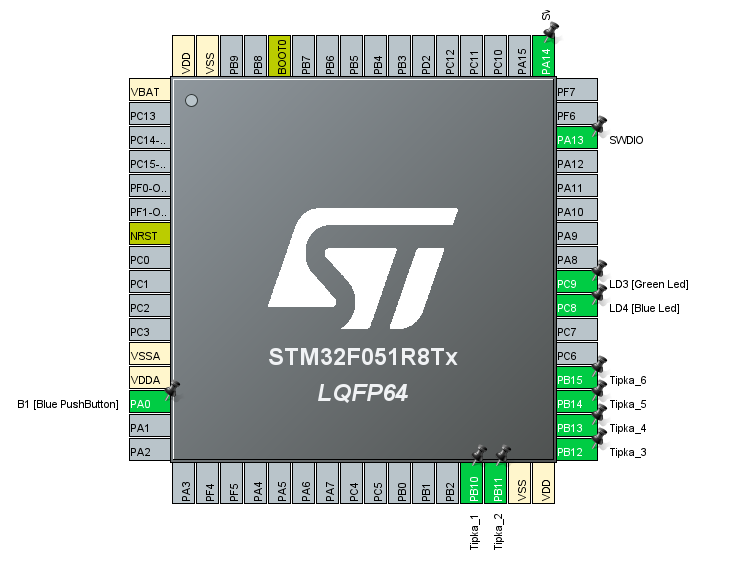 SV
VDD
VSS
PB9
PB8
BOOT0
PB7
PB6
PB5
PB4
PB3
PD2
PC12
PC11
PC10
PA15
PA14
VBAT
PC13
PC14-..
PC15-..
PF0-O..
PF1-O..
NRST
PC0
PC1
PC2
PC3
VSSA
VDDA
B1 [Blue PushButton] PA0
PA1
PA2
ST
STM32F051R8Tx
LQFP64
PF7
PF6
PA13 SWDIO
PA12
PA11
PA10
PA9
PA8
PC9 LD3 [Green Led]
PC8 LD4 [Blue Led]
PC7
PC6
PB15 Tipka_6
PB14 Tipka_5
PB13 Tipka_4
PB12 Tipka_3
PA3
PF4
PF5
PA4
PA5
PA6
PA7
PC4
PC5
PB0
PB1
PB2
PB10
PB11
VSS
VDD
Tipka_1
Tipka_2